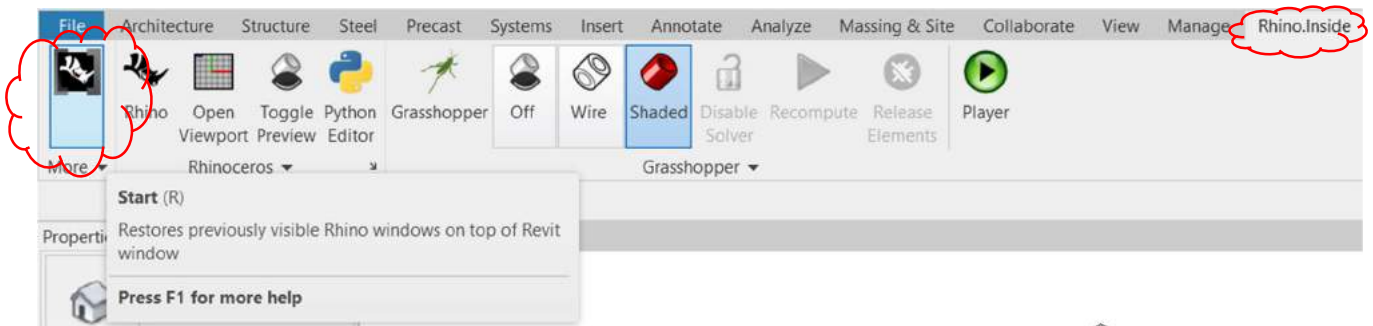 File Architecture Structure Steel Precast Systems Insert Annotate Analyze Massing & Site Collaborate View Manage Rhino.Inside
Rhino Open Toggle Python Grasshopper Off Wire Shaded Disable Recompute Release Player
Viewport Preview Editor Solver Elements
More Rhinoceros Grasshopper
Start (R)
Restores previously visible Rhino windows on top of Revit
window
Press F1 for more help